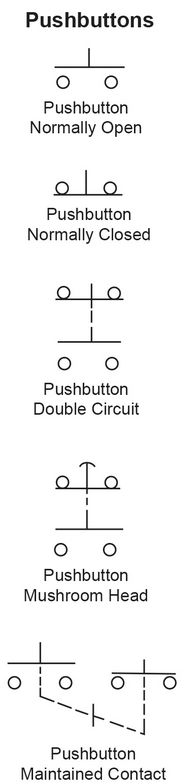 Pushbuttons
Pushbutton
Normally Open
Pushbutton
Normally Closed
Pushbutton
Double Circuit
Pushbutton
Mushroom Head
Pushbutton
Maintained Contact